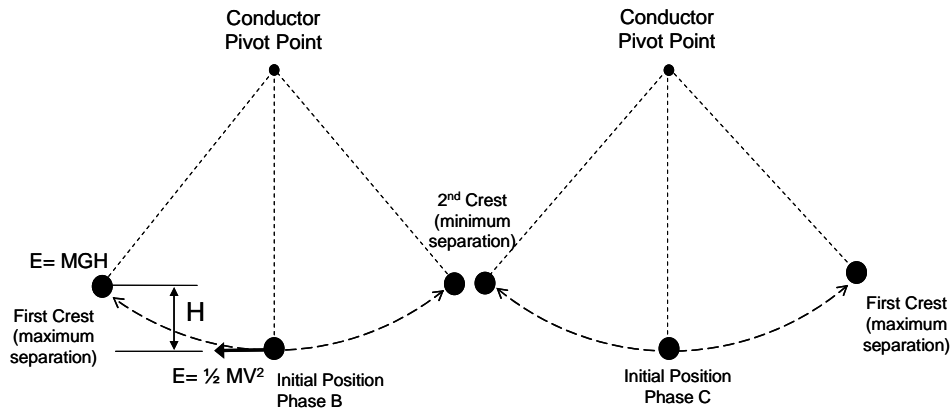 Conductor
Pivot Point
Conductor
Pivot Point
2nd Crest
(minimum
separation)
E= MGH
H
First Crest
(maximum
separation)
First Crest
(maximum
separation)
E= ½ MV²
Initial Position
Phase B
Initial Position
Phase C